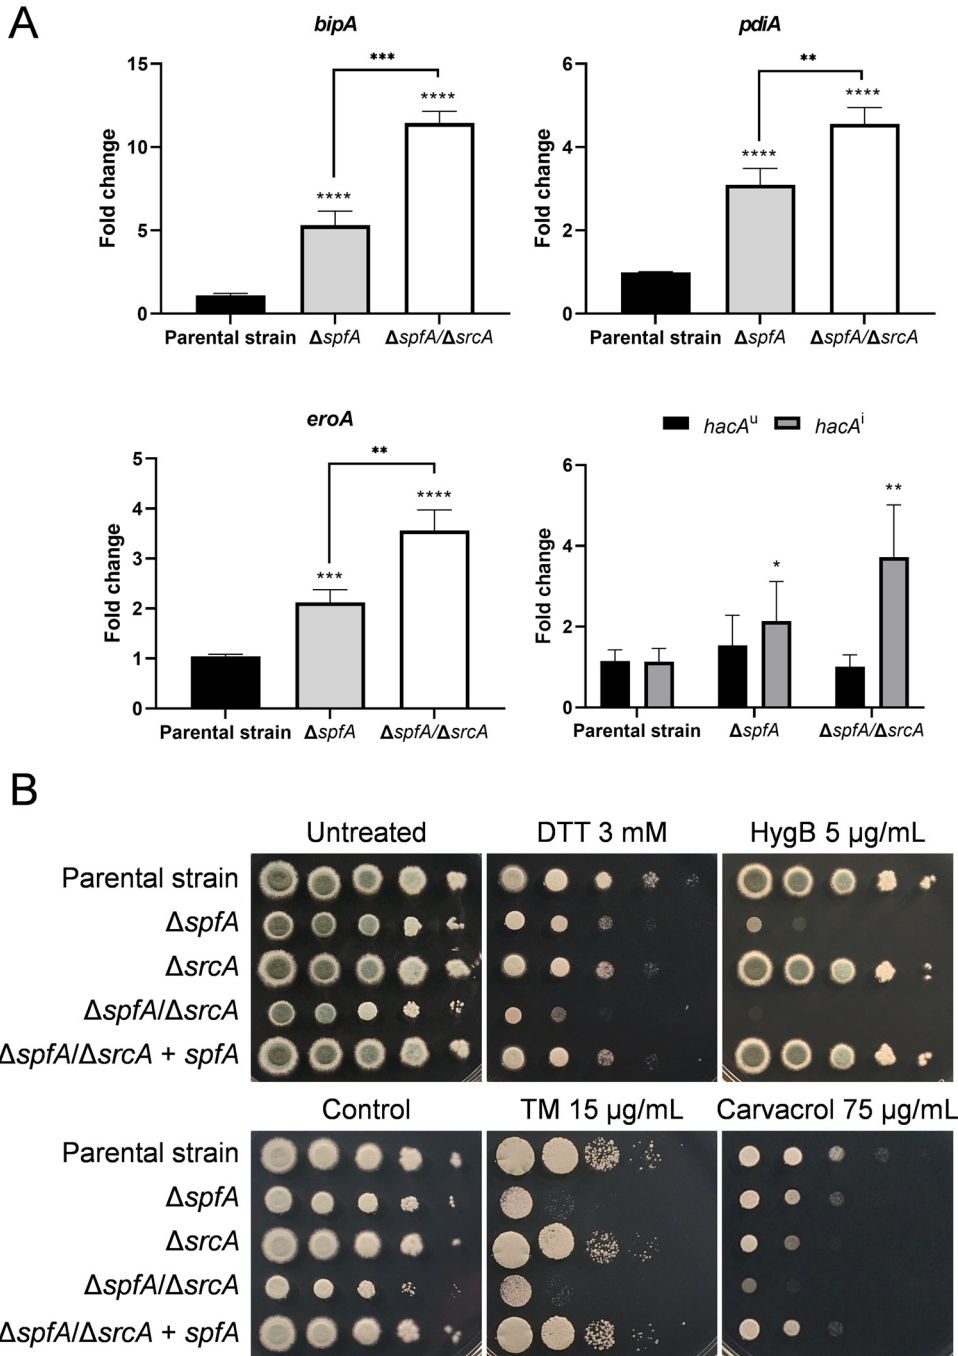 A
bipA
pdiA
***
**
****
****
****
****
15
10
5
0
Fold change
6
4
2
0
Fold change
Parental strain ΔspfA ΔspfA/ΔsrcA
Parental strain ΔspfA ΔspfA/ΔsrcA
eroA
hacAᵘ hacAⁱ
**
****
***
**
*
5
4
3
2
1
0
Fold change
6
4
2
0
Fold change
Parental strain ΔspfA ΔspfA/ΔsrcA
Parental strain ΔspfA ΔspfA/ΔsrcA
B
Untreated DTT 3 mM HygB 5 µg/mL
Parental strain
ΔspfA
ΔsrcA
ΔspfA/ΔsrcA
ΔspfA/ΔsrcA + spfA
Control TM 15 µg/mL Carvacrol 75 µg/mL
Parental strain
ΔspfA
ΔsrcA
ΔspfA/ΔsrcA
ΔspfA/ΔsrcA + spfA